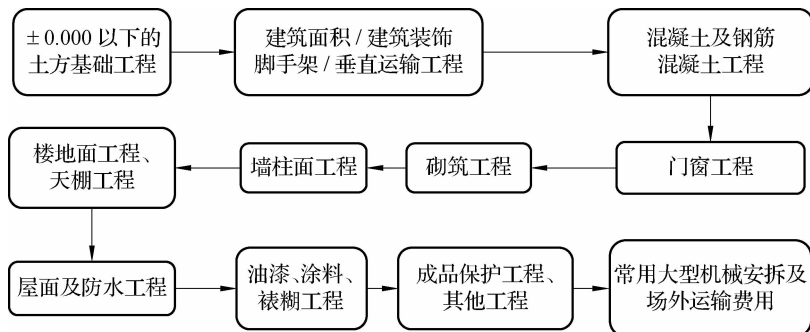 ±0.000以下的
土方基础工程
建筑面积/建筑装饰
脚手架/垂直运输工程
混凝土及钢筋
混凝土工程
门窗工程
砌筑工程
墙柱面工程
楼地面工程、
天棚工程
屋面及防水工程
油漆、涂料、
裱糊工程
成品保护工程、
其他工程
常用大型机械安拆及
场外运输费用